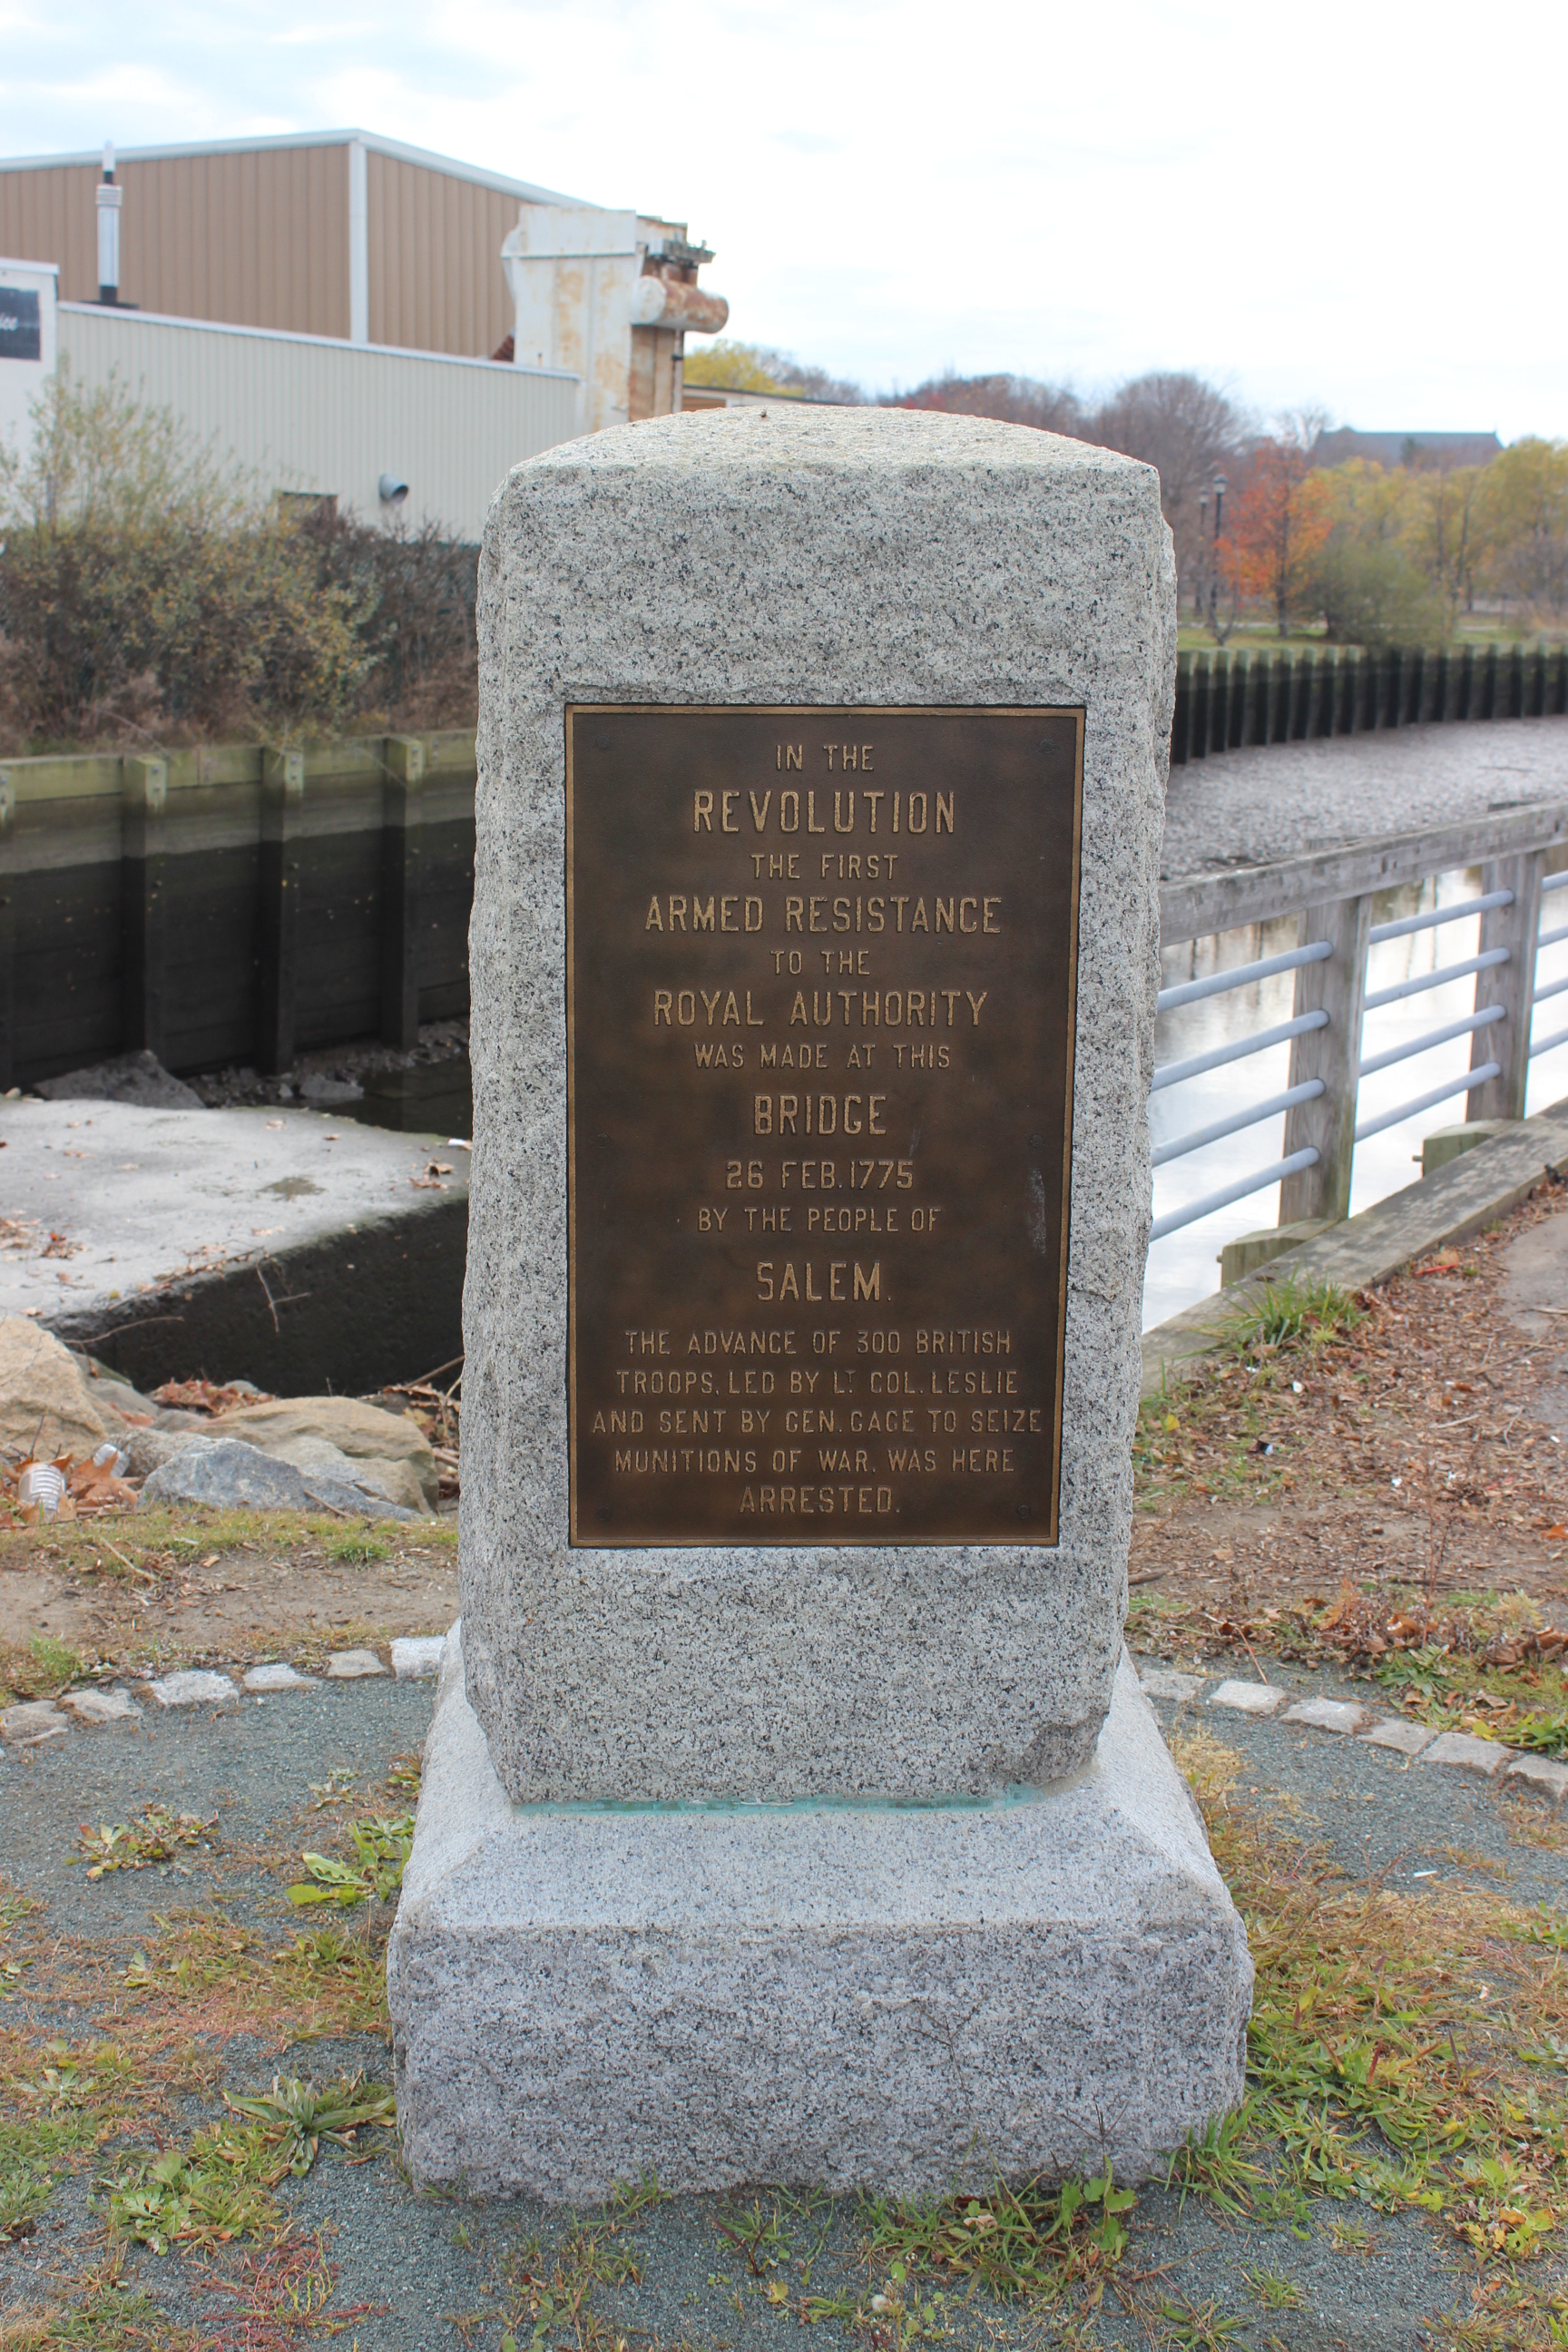 IN THE
REVOLUTION
THE FIRST
ARMED RESISTANCE
TO THE
ROYAL AUTHORITY
WAS MADE AT THIS
BRIDGE
26 FEB. 1775
BY THE PEOPLE OF
SALEM.
THE ADVANCE OF 300 BRITISH
TROOPS, LED BY LT. COL. LESLIE
AND SENT BY GEN. GAGE TO SEIZE
MUNITIONS OF WAR, WAS HERE
ARRESTED.